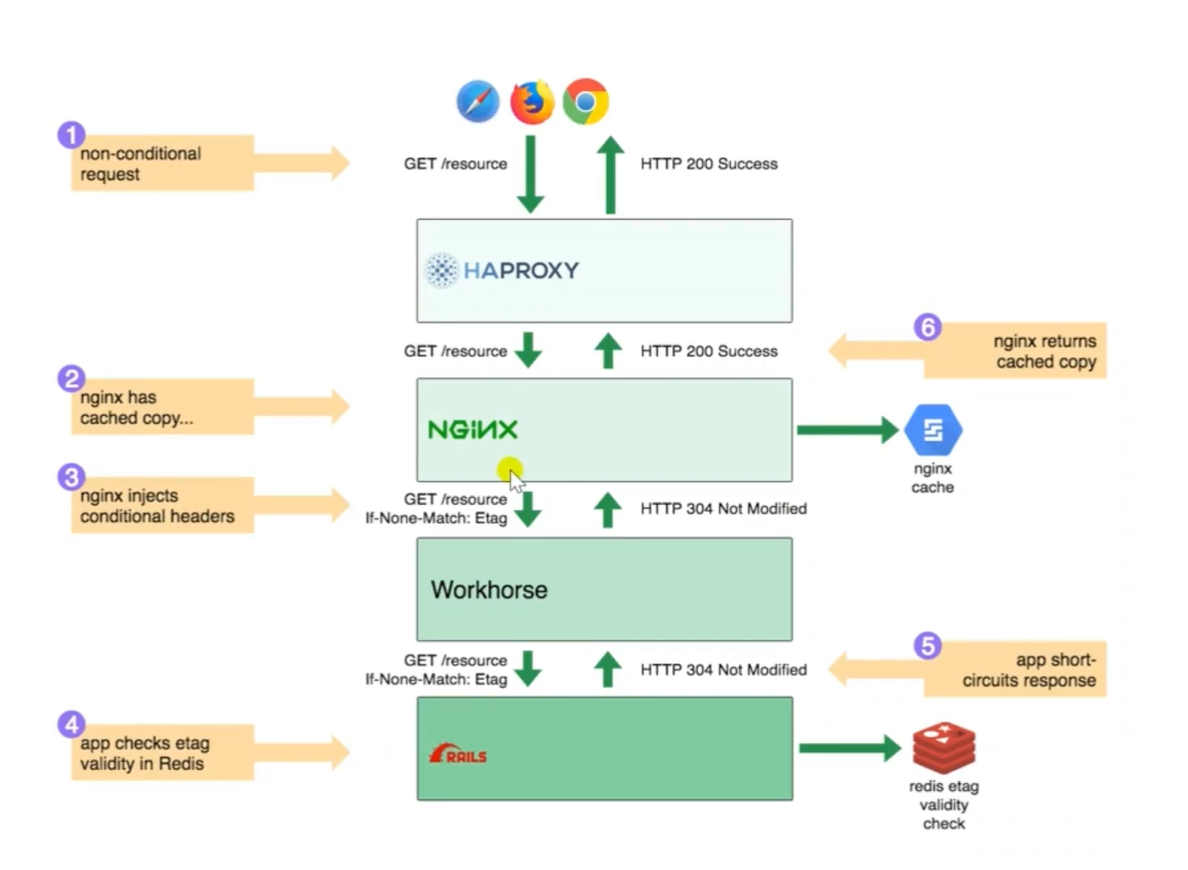 1
non-conditional
request
GET /resource
HTTP 200 Success
HAPROXY
GET /resource
HTTP 200 Success
6
nginx returns
cached copy
2
nginx has
cached copy...
NGiNX
nginx
cache
3
nginx injects
conditional headers
GET /resource
If-None-Match: Etag
HTTP 304 Not Modified
Workhorse
GET /resource
If-None-Match: Etag
HTTP 304 Not Modified
5
app short-
circuits response
4
app checks etag
validity in Redis
RAILS
redis etag
validity
check